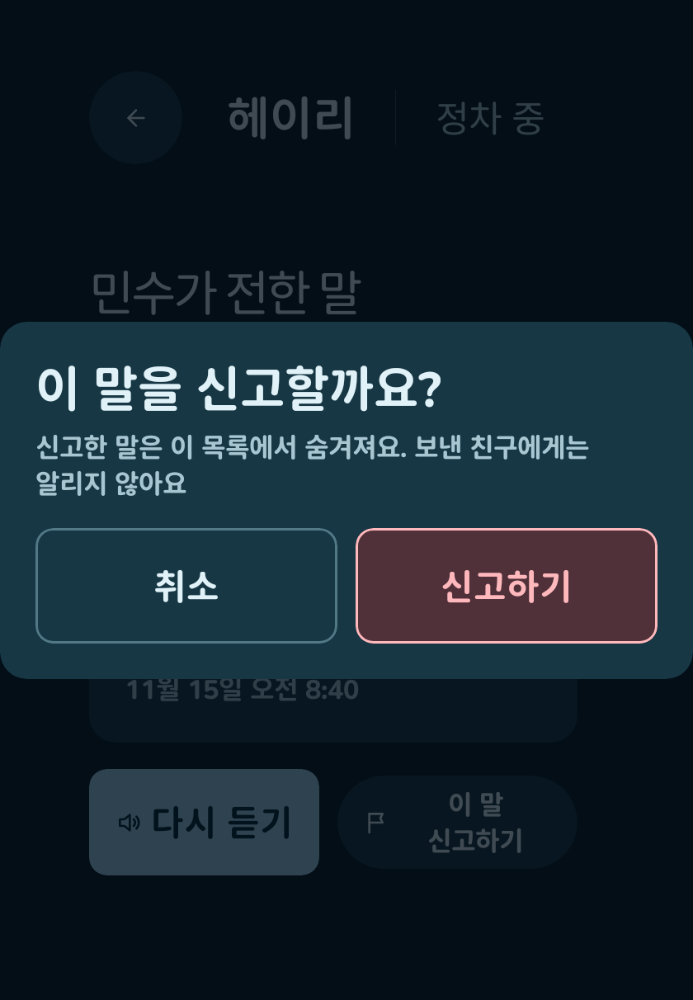 헤이리
정차 중
민수가 전한 말
이 말을 신고할까요?
신고한 말은 이 목록에서 숨겨져요. 보낸 친구에게는
알리지 않아요
취소
신고하기
11월 15일 오전 8:40
다시 듣기
이 말
신고하기